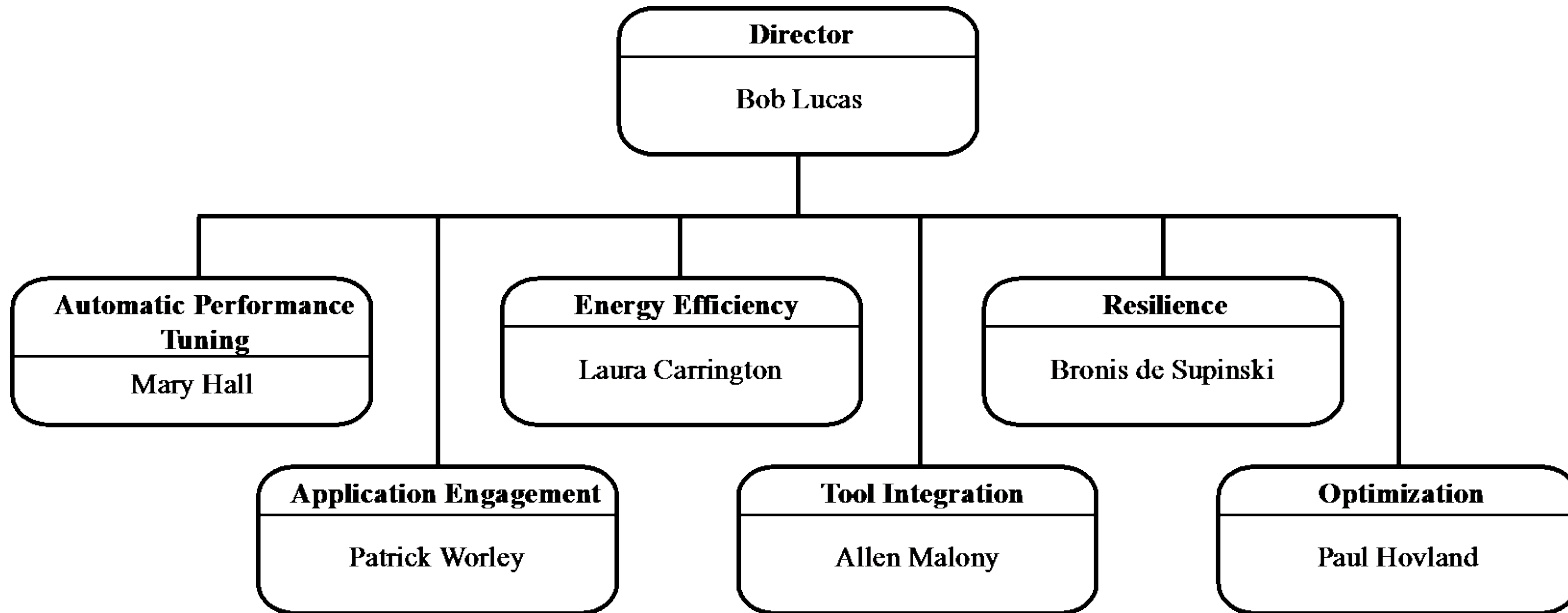 Director
Bob Lucas
Automatic Performance
Tuning
Mary Hall
Energy Efficiency
Laura Carrington
Resilience
Bronis de Supinski
Application Engagement
Patrick Worley
Tool Integration
Allen Malony
Optimization
Paul Hovland